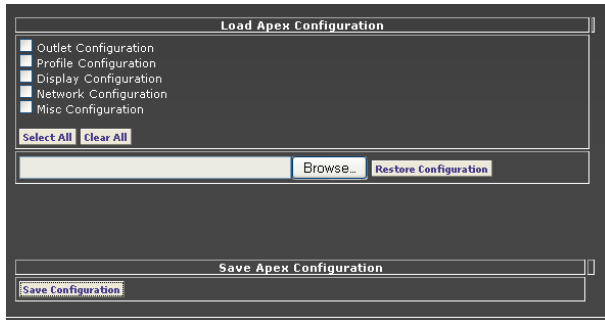 Load Apex Configuration
Outlet Configuration
Profile Configuration
Display Configuration
Network Configuration
Misc Configuration
Select All Clear All
Browse... Restore Configuration
Save Apex Configuration
Save Configuration